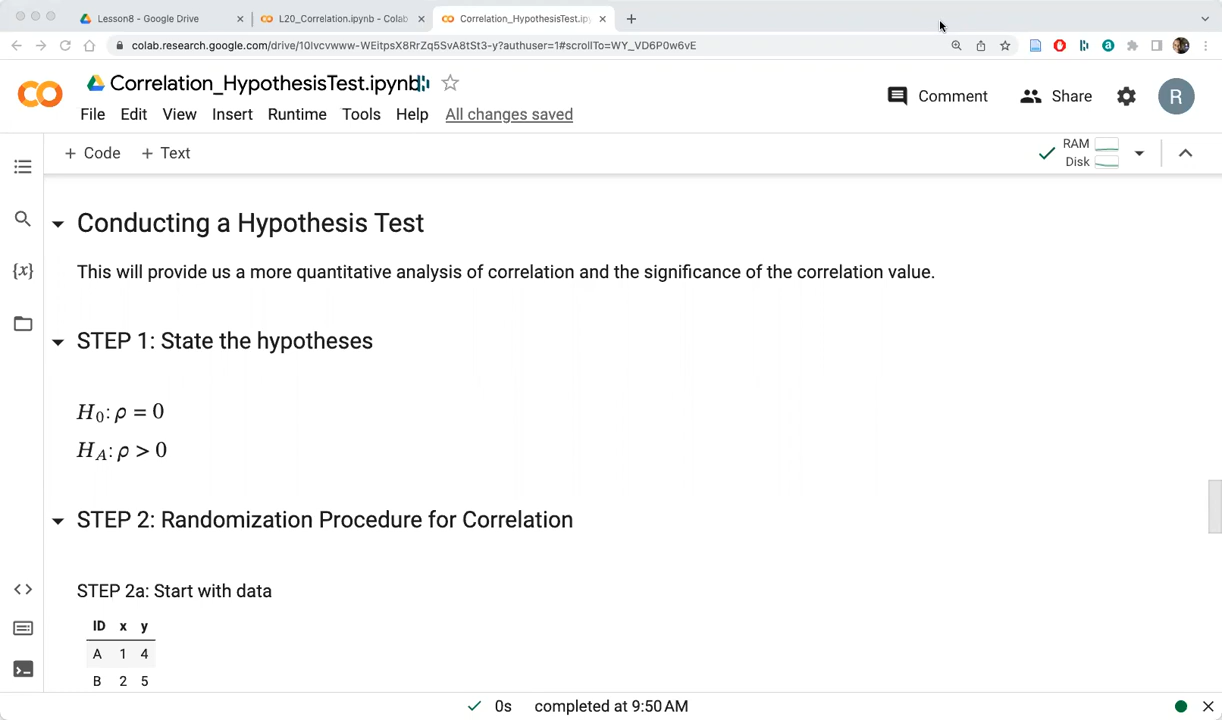 Lesson8 - Google Drive
L20_Correlation.ipynb - Colab
Correlation_HypothesisTest.ip
colab.research.google.com/drive/10Ivcvwww-WEitpsX8RrZq5SvA8tSt3-y?authuser=1#scrollTo=WY_VD6P0w6vE
Correlation_HypothesisTest.ipynb
Comment
Share
R
File Edit View Insert Runtime Tools Help All changes saved
+ Code + Text
RAM
Disk
Conducting a Hypothesis Test
{x}
This will provide us a more quantitative analysis of correlation and the significance of the correlation value.
STEP 1: State the hypotheses
H₀: ρ = 0
H_A: ρ > 0
STEP 2: Randomization Procedure for Correlation
STEP 2a: Start with data
ID x y
A 1 4
B 2 5
0s completed at 9:50 AM